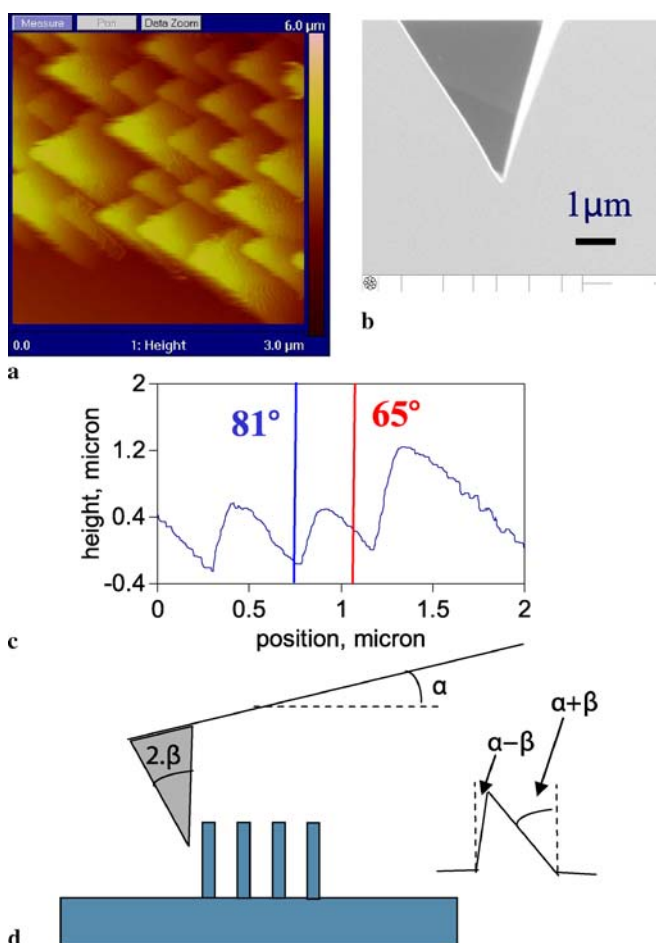 Measure Pan Data Zoom 6.0 µm
0.0 1: Height 3.0 µm
a
1µm
b
2
1.2
0.4
-0.4
height, micron
81°
65°
0 0.5 1 1.5 2
position, micron
c
α
2.β
α−β
α+β
d